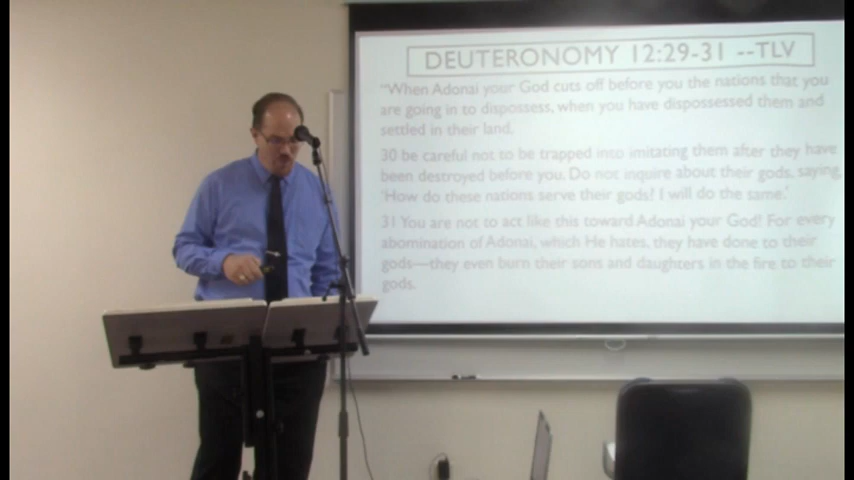 DEUTERONOMY 12:29-31 --TLV
"When Adonai your God cuts off before you the nations that you
are going in to dispossess, when you have dispossessed them and
settled in their land,
30 be careful not to be trapped into imitating them after they have
been destroyed before you. Do not inquire about their gods, saying,
'How do these nations serve their gods? I will do the same.'
31 You are not to act like this toward Adonai your God! For every
abomination of Adonai, which He hates, they have done to their
gods—they even burn their sons and daughters in the fire to their
gods.